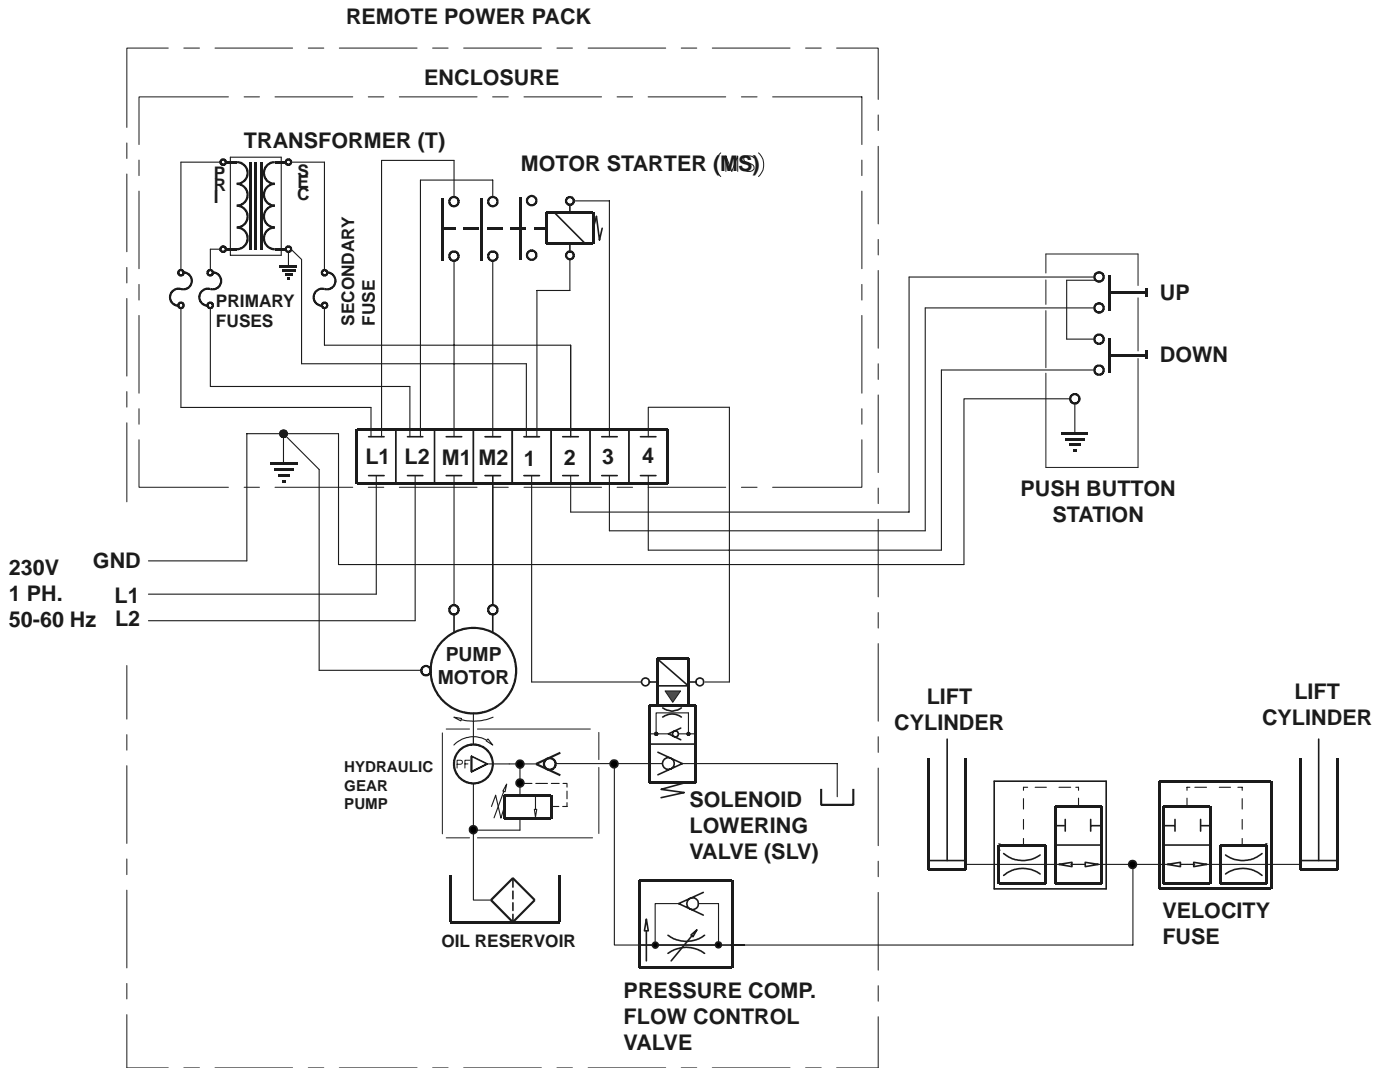 REMOTE POWER PACK
ENCLOSURE
TRANSFORMER (T)
MOTOR STARTER (MS)
PRI
SEC
PRIMARY
FUSES
SECONDARY
FUSE
UP
DOWN
PUSH BUTTON
STATION
L1 L2 M1 M2 1 2 3 4
230V
1 PH.
50-60 Hz
GND
L1
L2
PUMP
MOTOR
HYDRAULIC
GEAR
PUMP
PF
SOLENOID
LOWERING
VALVE (SLV)
OIL RESERVOIR
PRESSURE COMP.
FLOW CONTROL
VALVE
LIFT
CYLINDER
LIFT
CYLINDER
VELOCITY
FUSE